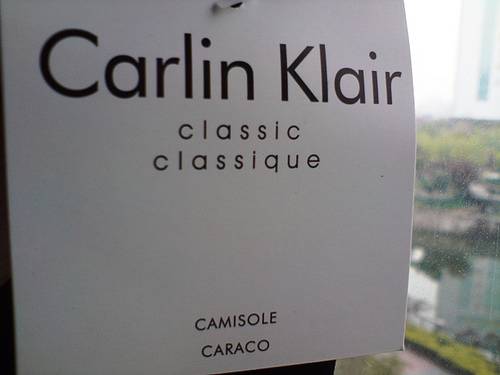 Carlin Klair
classic
classique
CAMISOLE
CARACO